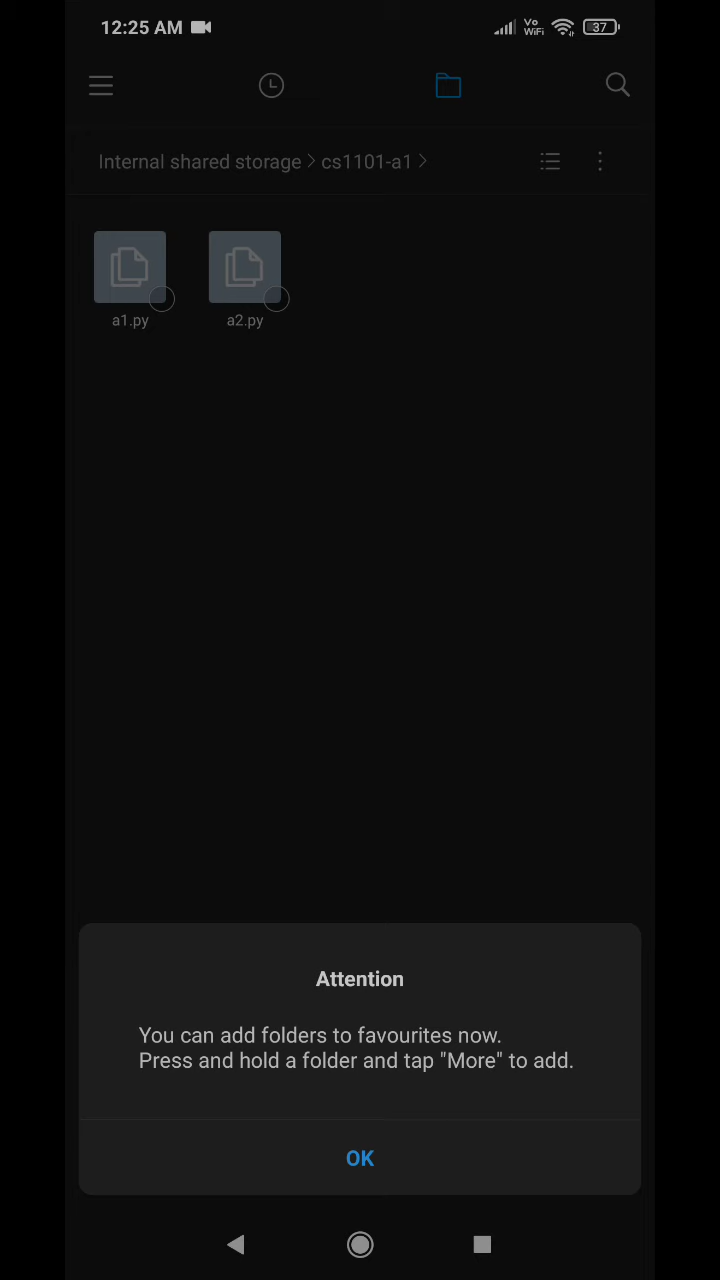 12:25 AM Vo WiFi 37
Internal shared storage > cs1101-a1 >
a1.py a2.py
Attention
You can add folders to favourites now.
Press and hold a folder and tap "More" to add.
OK